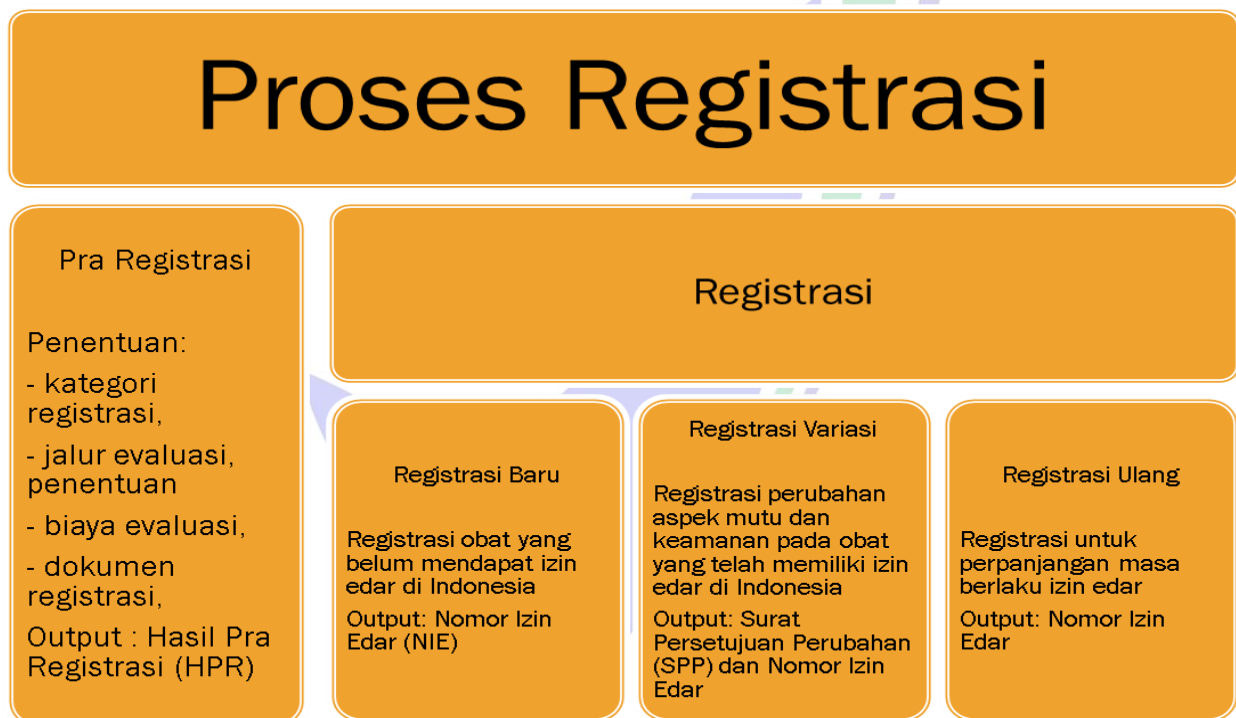 Proses Registrasi
Pra Registrasi
Penentuan:
- kategori
registrasi,
- jalur evaluasi,
penentuan
- biaya evaluasi,
- dokumen
registrasi,
Output : Hasil Pra
Registrasi (HPR)
Registrasi
Registrasi Baru
Registrasi obat yang
belum mendapat izin
edar di Indonesia
Output: Nomor Izin
Edar (NIE)
Registrasi Variasi
Registrasi perubahan
aspek mutu dan
keamanan pada obat
yang telah memiliki izin
edar di Indonesia
Output: Surat
Persetujuan Perubahan
(SPP) dan Nomor Izin
Edar
Registrasi Ulang
Registrasi untuk
perpanjangan masa
berlaku izin edar
Output: Nomor Izin
Edar